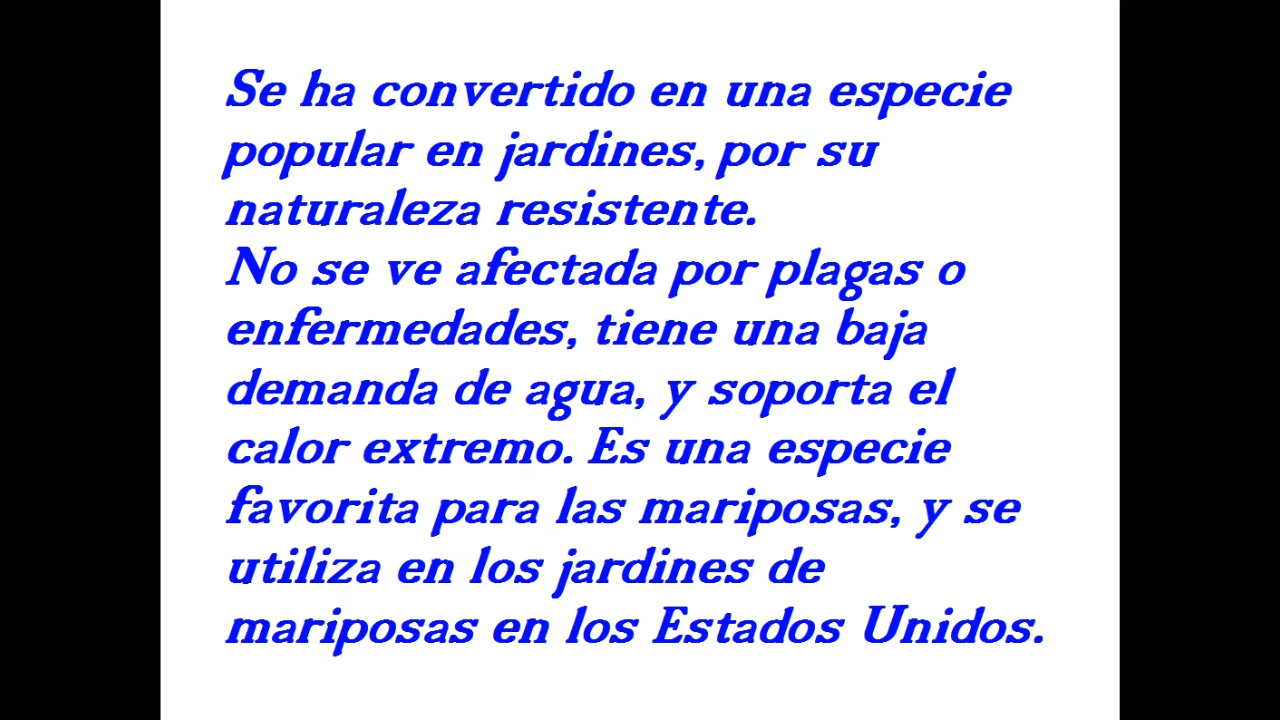 Se ha convertido en una especie
popular en jardines, por su
naturaleza resistente.
No se ve afectada por plagas o
enfermedades, tiene una baja
demanda de agua, y soporta el
calor extremo. Es una especie
favorita para las mariposas, y se
utiliza en los jardines de
mariposas en los Estados Unidos.